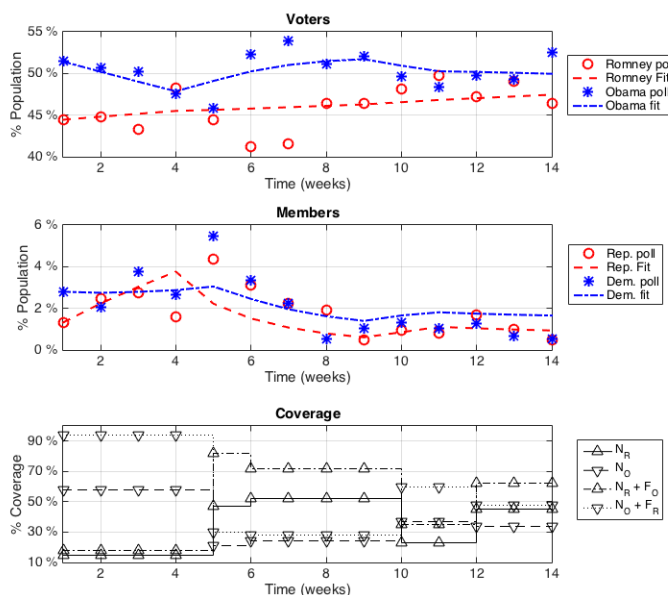 Voters
55 %
50 %
45 %
40 %
% Population
2 4 6 8 10 12 14
Time (weeks)
Romney pol
Romney Fit
Obama poll
Obama fit
Members
6 %
4 %
2 %
0 %
% Population
2 4 6 8 10 12 14
Time (weeks)
Rep. poll
Rep. Fit
Dem. poll
Dem. fit
Coverage
90 %
70 %
50 %
30 %
10 %
% Coverage
2 4 6 8 10 12 14
Time (weeks)
N_R
N_O
N_R + F_O
N_O + F_R